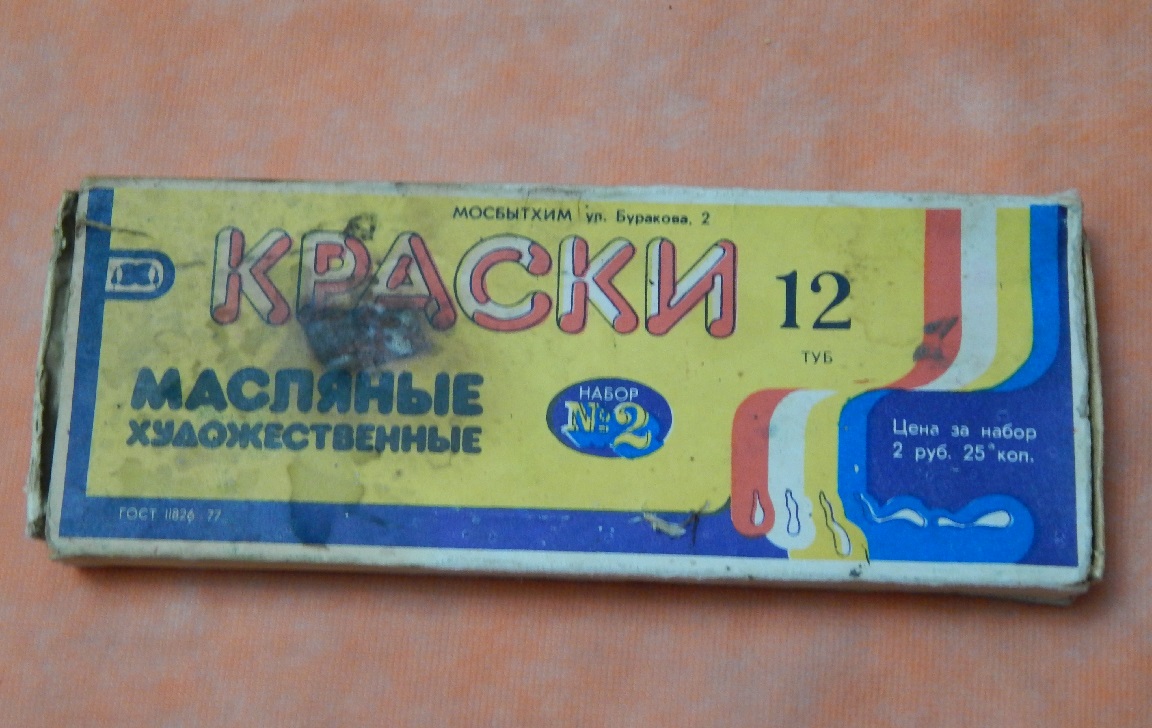 МОСБЫТХИМ ул. Буракова, 2
КРАСКИ
12
ТУБ
МАСЛЯНЫЕ
ХУДОЖЕСТВЕННЫЕ
НАБОР
№2
Цена за набор
2 руб. 25 коп.
ГОСТ 11826-77